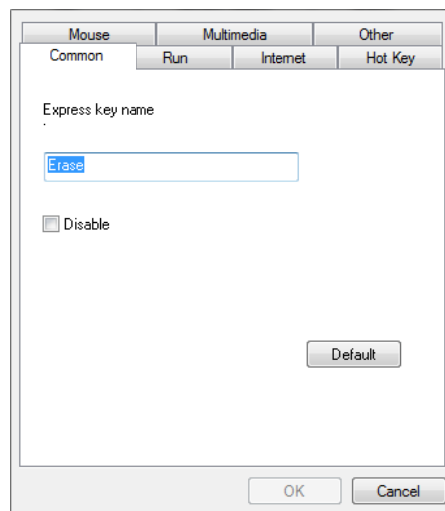 Mouse Multimedia Other
Common Run Internet Hot Key
Express key name
.
Erase
Disable
Default
OK Cancel